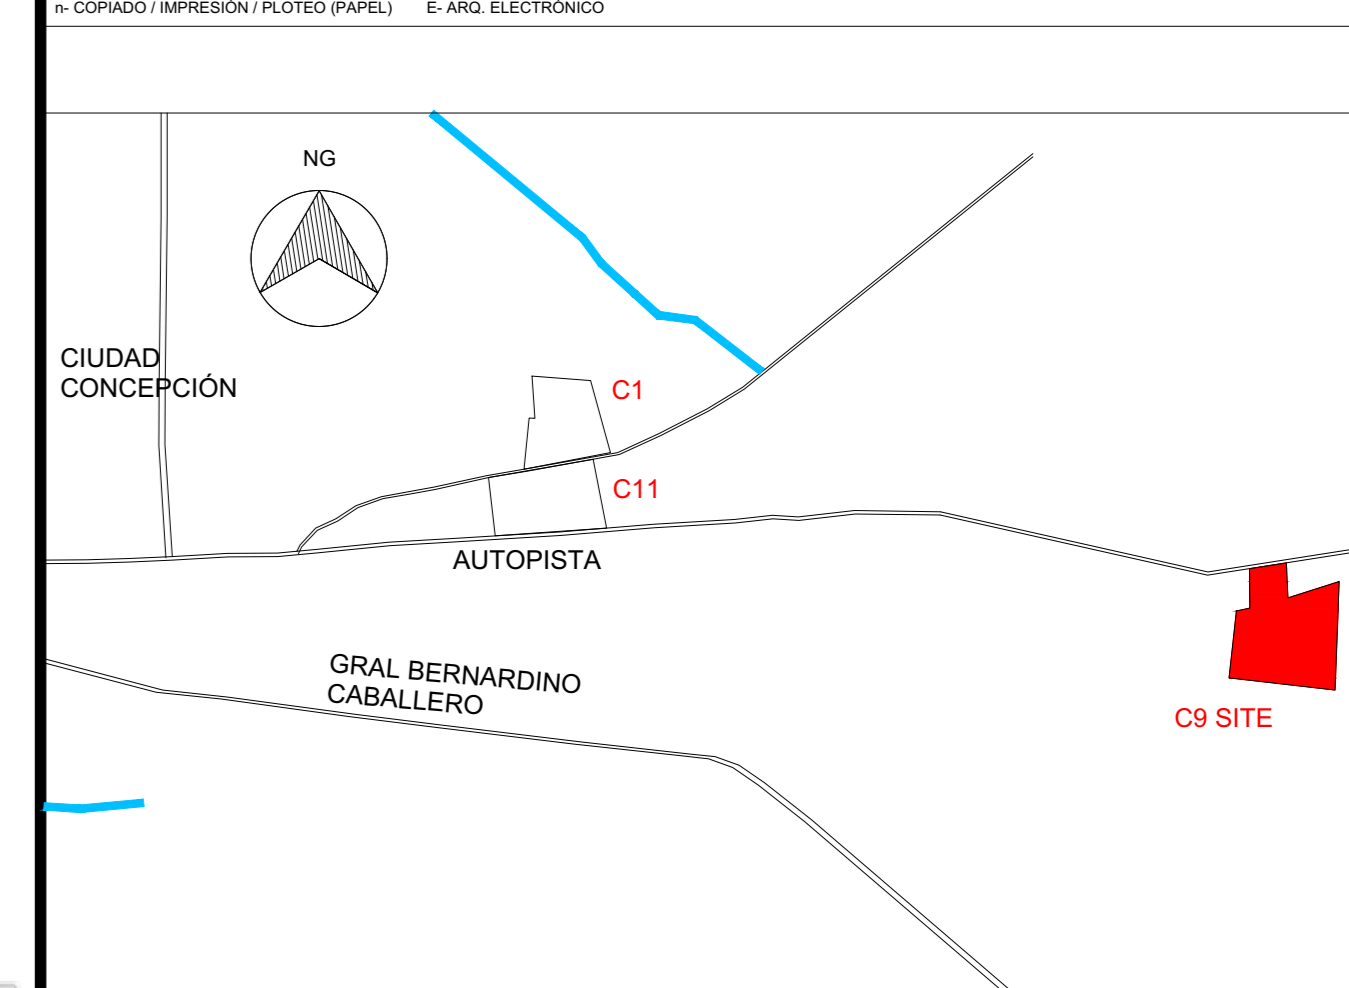 n- COPIADO / IMPRESIÓN / PLOTEO (PAPEL) E- ARQ. ELECTRÓNICO
NG
CIUDAD
CONCEPCIÓN
C1
C11
AUTOPISTA
GRAL BERNARDINO
CABALLERO
C9 SITE